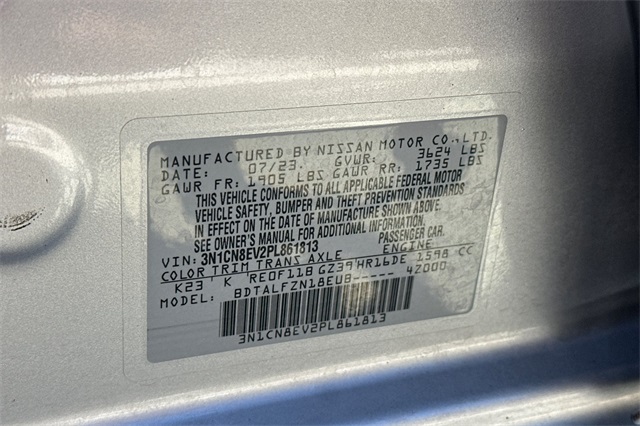 MANUFACTURED BY NISSAN MOTOR CO., LTD.
DATE: 07/23. GVWR: 3624 LBS
GAWR FR: 1905 LBS GAWR RR: 1735 LBS
THIS VEHICLE CONFORMS TO ALL APPLICABLE FEDERAL MOTOR
VEHICLE SAFETY, BUMPER AND THEFT PREVENTION STANDARDS
IN EFFECT ON THE DATE OF MANUFACTURE SHOWN ABOVE.
SEE OWNER'S MANUAL FOR ADDITIONAL INFORMATION.
VIN: 3N1CN8EV2PL861813 PASSENGER CAR.
COLOR TRIM TRANS AXLE ENGINE
K23 K RE0F11B GZ39 HR16DE 1598 CC
MODEL: BDTALFZN18EUB----- 4Z000
3N1CN8EV2PL861813